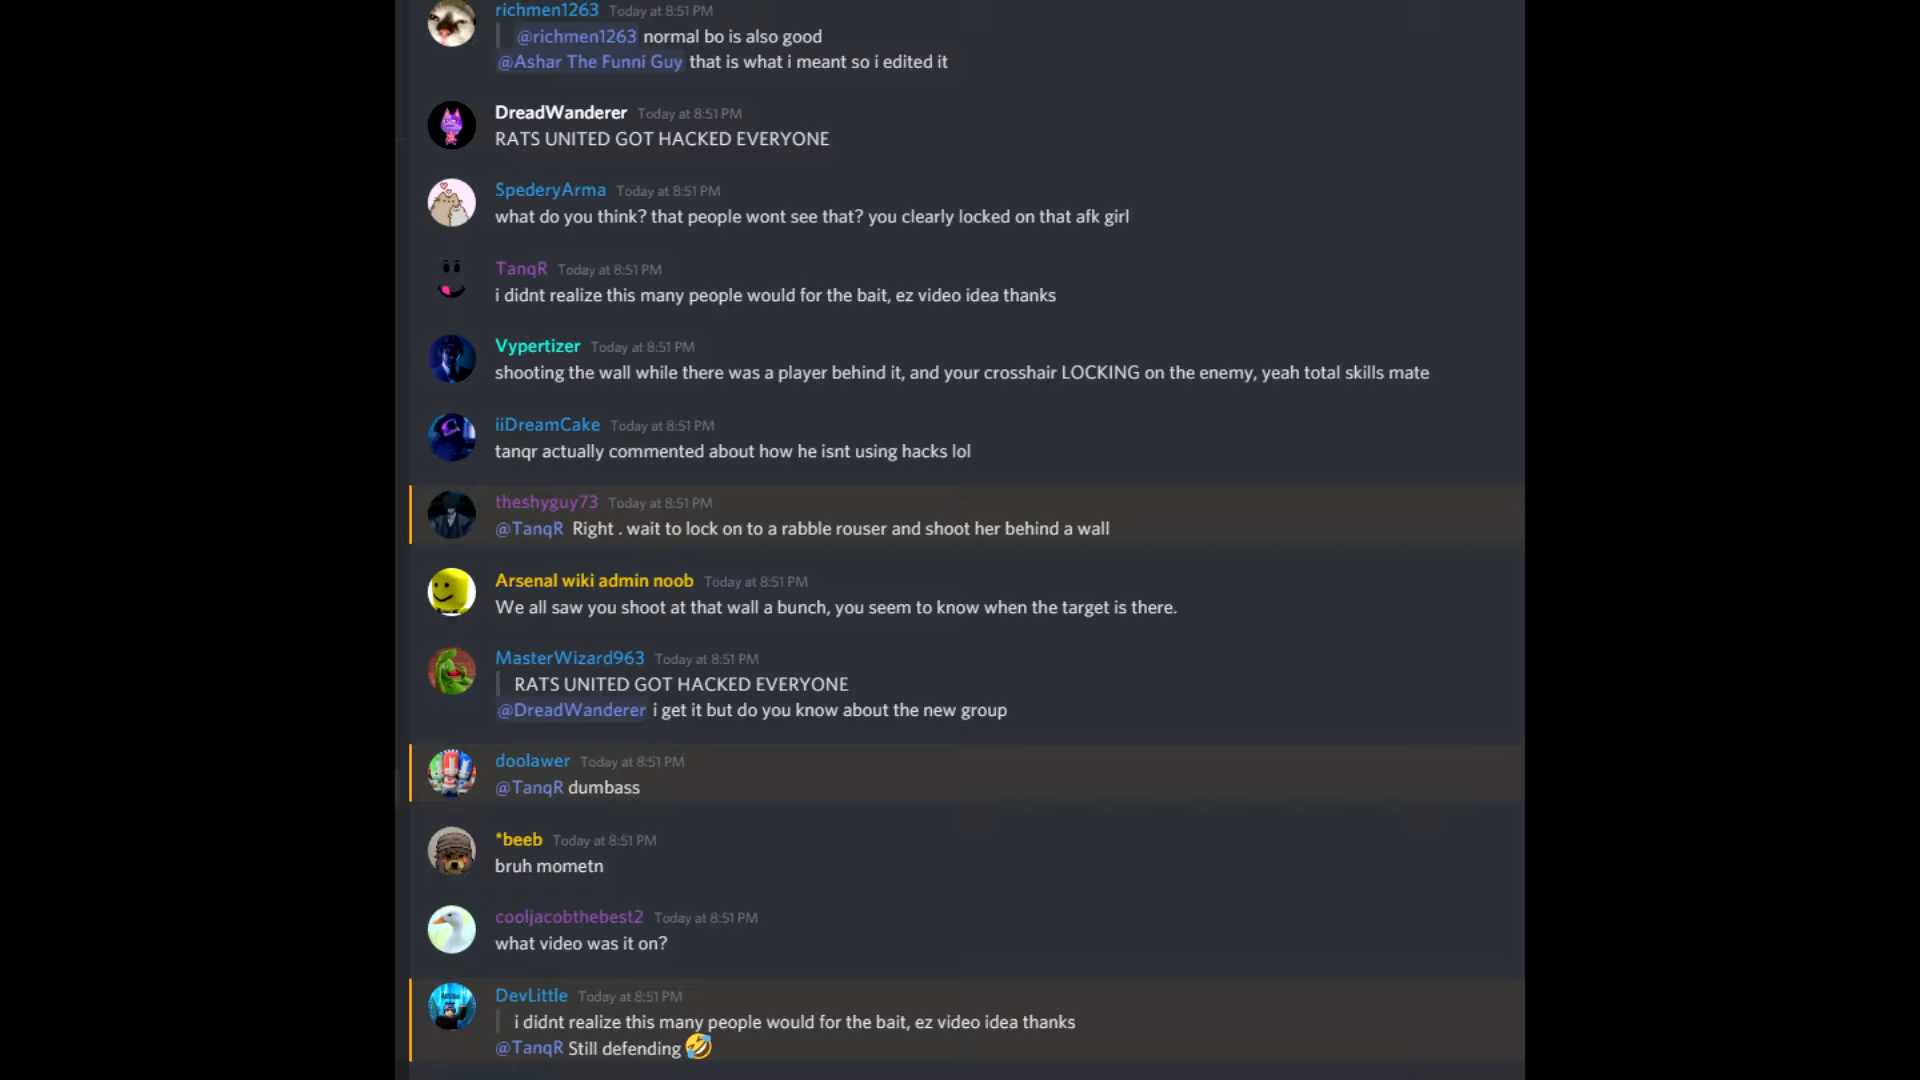 richmen1263 Today at 8:51 PM
@richmen1263 normal bo is also good
@Ashar The Funni Guy that is what i meant so i edited it
DreadWanderer Today at 8:51 PM
RATS UNITED GOT HACKED EVERYONE
SpederyArma Today at 8:51 PM
what do you think? that people wont see that? you clearly locked on that afk girl
TanqR Today at 8:51 PM
i didnt realize this many people would for the bait, ez video idea thanks
Vypertizer Today at 8:51 PM
shooting the wall while there was a player behind it, and your crosshair LOCKING on the enemy, yeah total skills mate
iiDreamCake Today at 8:51 PM
tanqr actually commented about how he isnt using hacks lol
theshyguy73 Today at 8:51 PM
@TanqR Right . wait to lock on to a rabble rouser and shoot her behind a wall
Arsenal wiki admin noob Today at 8:51 PM
We all saw you shoot at that wall a bunch, you seem to know when the target is there.
MasterWizard963 Today at 8:51 PM
RATS UNITED GOT HACKED EVERYONE
@DreadWanderer i get it but do you know about the new group
doolawer Today at 8:51 PM
@TanqR dumbass
*beeb Today at 8:51 PM
bruh mometn
cooljacobthebest2 Today at 8:51 PM
what video was it on?
DevLittle Today at 8:51 PM
i didnt realize this many people would for the bait, ez video idea thanks
@TanqR Still defending 🤣